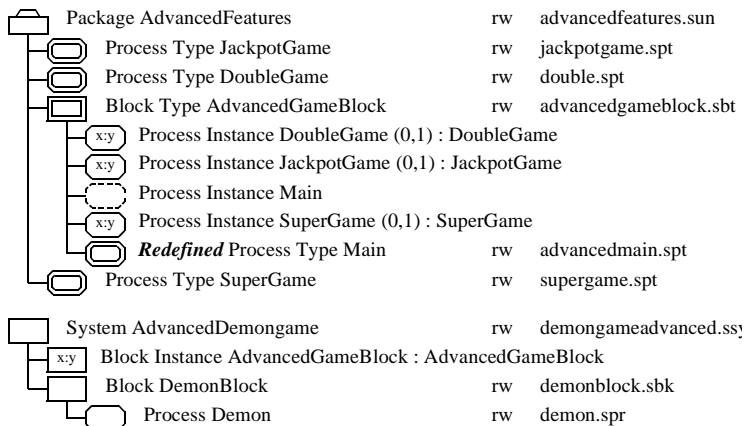 Package AdvancedFeatures rw advancedfeatures.sun
Process Type JackpotGame rw jackpotgame.spt
Process Type DoubleGame rw double.spt
Block Type AdvancedGameBlock rw advancedgameblock.sbt
x:y Process Instance DoubleGame (0,1) : DoubleGame
x:y Process Instance JackpotGame (0,1) : JackpotGame
Process Instance Main
x:y Process Instance SuperGame (0,1) : SuperGame
Redefined Process Type Main rw advancedmain.spt
Process Type SuperGame rw supergame.spt
System AdvancedDemongame rw demongameadvanced.ssy
x:y Block Instance AdvancedGameBlock : AdvancedGameBlock
Block DemonBlock rw demonblock.sbk
Process Demon rw demon.spr